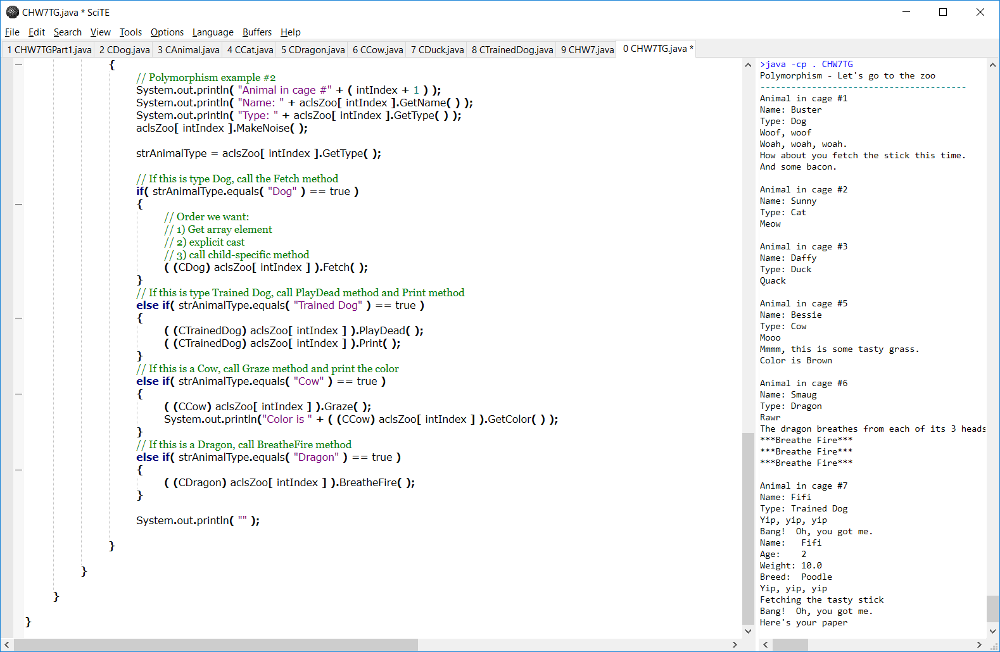 CHW7TG.java * SciTE
File Edit Search View Tools Options Language Buffers Help
1 CHW7TGPart1.java 2 CDog.java 3 CAnimal.java 4 CCat.java 5 CDragon.java 6 CCow.java 7 CDuck.java 8 CTrainedDog.java 9 CHW7.java 0 CHW7TG.java *
{
// Polymorphism example #2
System.out.println( "Animal in cage #" + ( intIndex + 1 ) );
System.out.println( "Name: " + aclsZoo[ intIndex ].GetName( ) );
System.out.println( "Type: " + aclsZoo[ intIndex ].GetType( ) );
aclsZoo[ intIndex ].MakeNoise( );
strAnimalType = aclsZoo[ intIndex ].GetType( );
// If this is type Dog, call the Fetch method
if( strAnimalType.equals( "Dog" ) == true )
{
// Order we want:
// 1) Get array element
// 2) explicit cast
// 3) call child-specific method
( (CDog) aclsZoo[ intIndex ] ).Fetch( );
}
// If this is type Trained Dog, call PlayDead method and Print method
else if( strAnimalType.equals( "Trained Dog" ) == true )
{
( (CTrainedDog) aclsZoo[ intIndex ] ).PlayDead( );
( (CTrainedDog) aclsZoo[ intIndex ] ).Print( );
}
// If this is a Cow, call Graze method and print the color
else if( strAnimalType.equals( "Cow" ) == true )
{
( (CCow) aclsZoo[ intIndex ] ).Graze( );
System.out.println("Color is " + ( (CCow) aclsZoo[ intIndex ] ).GetColor( ) );
}
// If this is a Dragon, call BreatheFire method
else if( strAnimalType.equals( "Dragon" ) == true )
{
( (CDragon) aclsZoo[ intIndex ] ).BreatheFire( );
}
System.out.println( "" );
}
}
}
}
>java -cp . CHW7TG
Polymorphism - Let's go to the zoo
----------------------------------------
Animal in cage #1
Name: Buster
Type: Dog
Woof, woof
Woah, woah, woah.
How about you fetch the stick this time.
And some bacon.
Animal in cage #2
Name: Sunny
Type: Cat
Meow
Animal in cage #3
Name: Daffy
Type: Duck
Quack
Animal in cage #5
Name: Bessie
Type: Cow
Mooo
Mmmm, this is some tasty grass.
Color is Brown
Animal in cage #6
Name: Smaug
Type: Dragon
Rawr
The dragon breathes from each of its 3 heads
***Breathe Fire***
***Breathe Fire***
***Breathe Fire***
Animal in cage #7
Name: Fifi
Type: Trained Dog
Yip, yip, yip
Bang!  Oh, you got me.
Name:   Fifi
Age:    2
Weight: 10.0
Breed:  Poodle
Yip, yip, yip
Fetching the tasty stick
Bang!  Oh, you got me.
Here's your paper